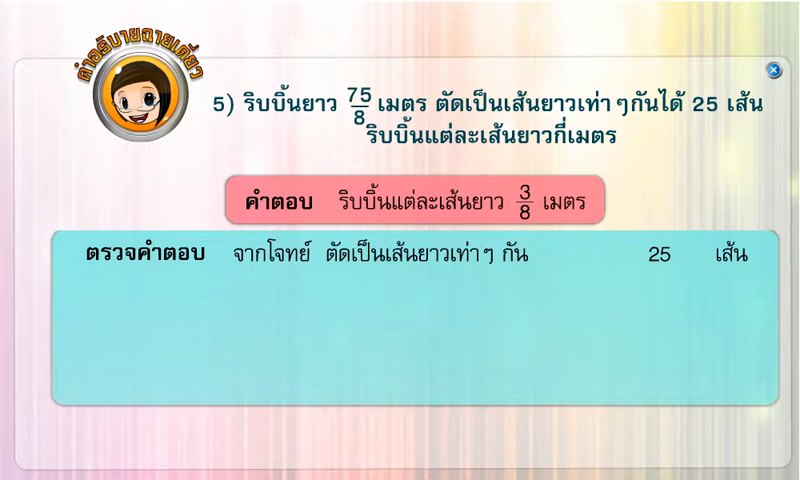 คำอธิบายฉายเดี่ยว
5) ริบบิ้นยาว 75/8 เมตร ตัดเป็นเส้นยาวเท่าๆกันได้ 25 เส้น
ริบบิ้นแต่ละเส้นยาวกี่เมตร
คำตอบ ริบบิ้นแต่ละเส้นยาว 3/8 เมตร
ตรวจคำตอบ จากโจทย์ ตัดเป็นเส้นยาวเท่าๆ กัน 25 เส้น